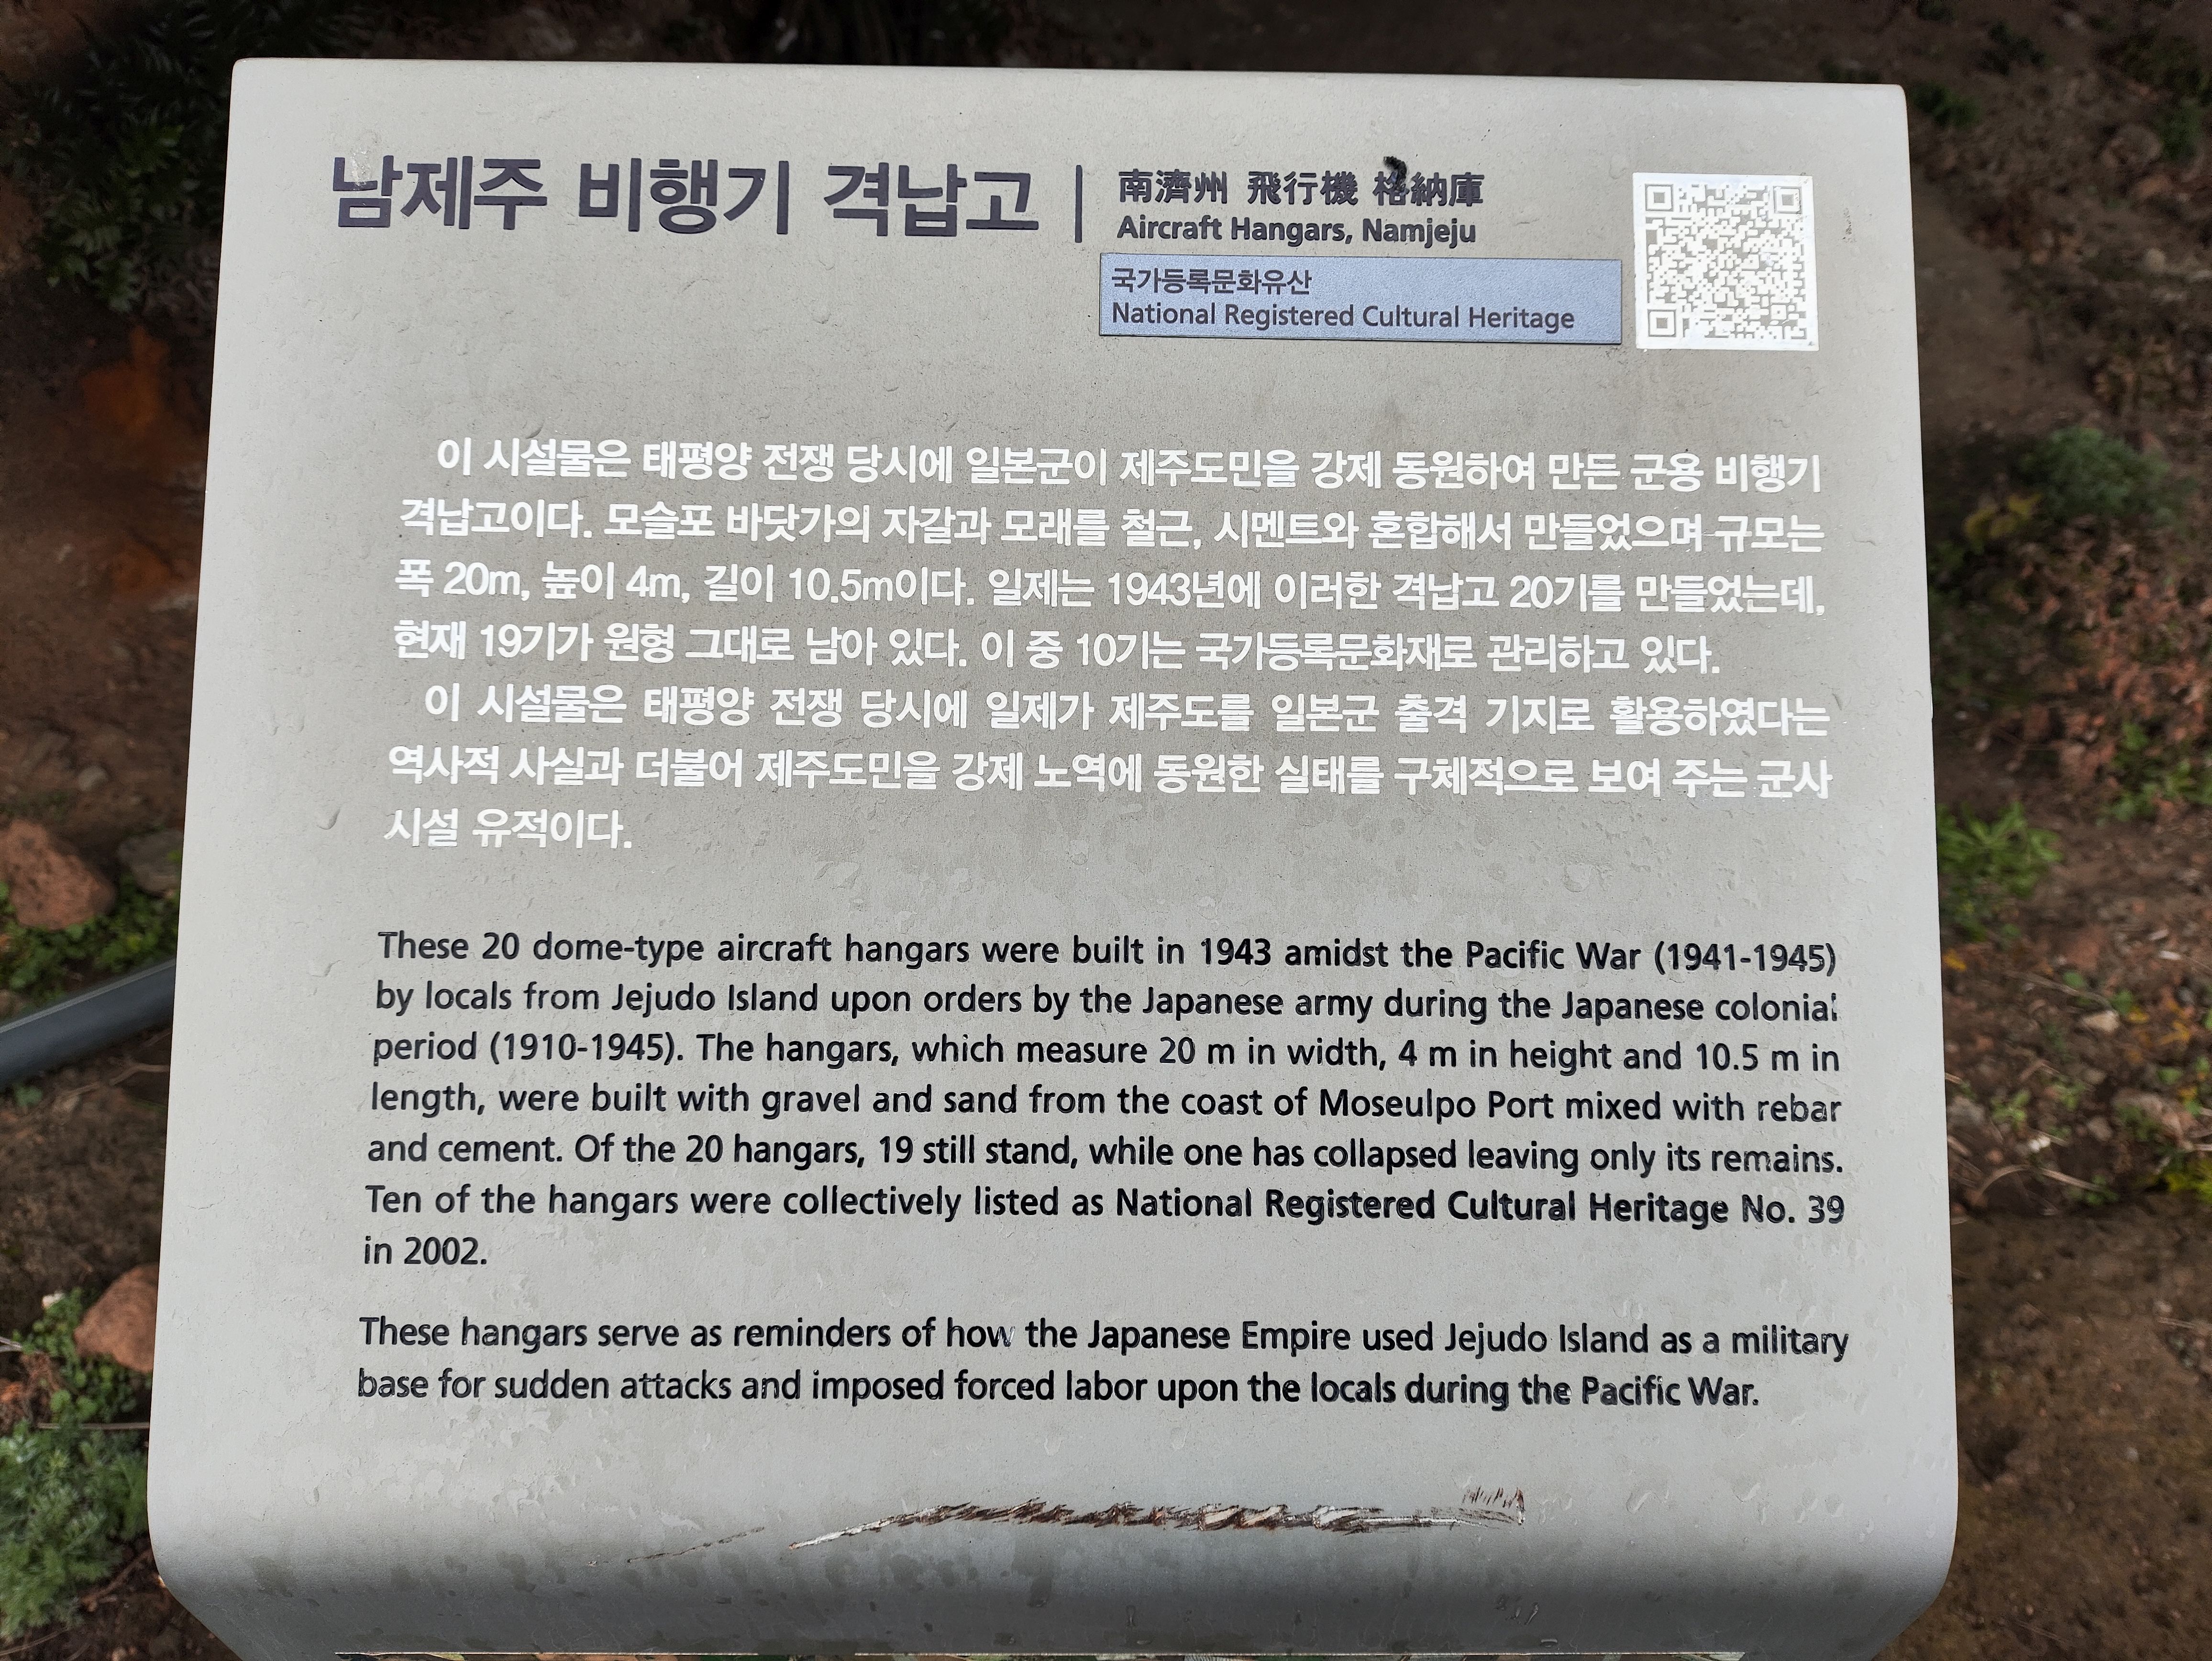 남제주 비행기 격납고
南濟州 飛行機 格納庫
Aircraft Hangars, Namjeju
국가등록문화유산
National Registered Cultural Heritage
이 시설물은 태평양 전쟁 당시에 일본군이 제주도민을 강제 동원하여 만든 군용 비행기
격납고이다. 모슬포 바닷가의 자갈과 모래를 철근, 시멘트와 혼합해서 만들었으며 규모는
폭 20m, 높이 4m, 길이 10.5m이다. 일제는 1943년에 이러한 격납고 20기를 만들었는데,
현재 19기가 원형 그대로 남아 있다. 이 중 10기는 국가등록문화재로 관리하고 있다.
이 시설물은 태평양 전쟁 당시에 일제가 제주도를 일본군 출격 기지로 활용하였다는
역사적 사실과 더불어 제주도민을 강제 노역에 동원한 실태를 구체적으로 보여 주는 군사
시설 유적이다.
These 20 dome-type aircraft hangars were built in 1943 amidst the Pacific War (1941-1945)
by locals from Jejudo Island upon orders by the Japanese army during the Japanese colonial
period (1910-1945). The hangars, which measure 20 m in width, 4 m in height and 10.5 m in
length, were built with gravel and sand from the coast of Moseulpo Port mixed with rebar
and cement. Of the 20 hangars, 19 still stand, while one has collapsed leaving only its remains.
Ten of the hangars were collectively listed as National Registered Cultural Heritage No. 39
in 2002.
These hangars serve as reminders of how the Japanese Empire used Jejudo Island as a military
base for sudden attacks and imposed forced labor upon the locals during the Pacific War.